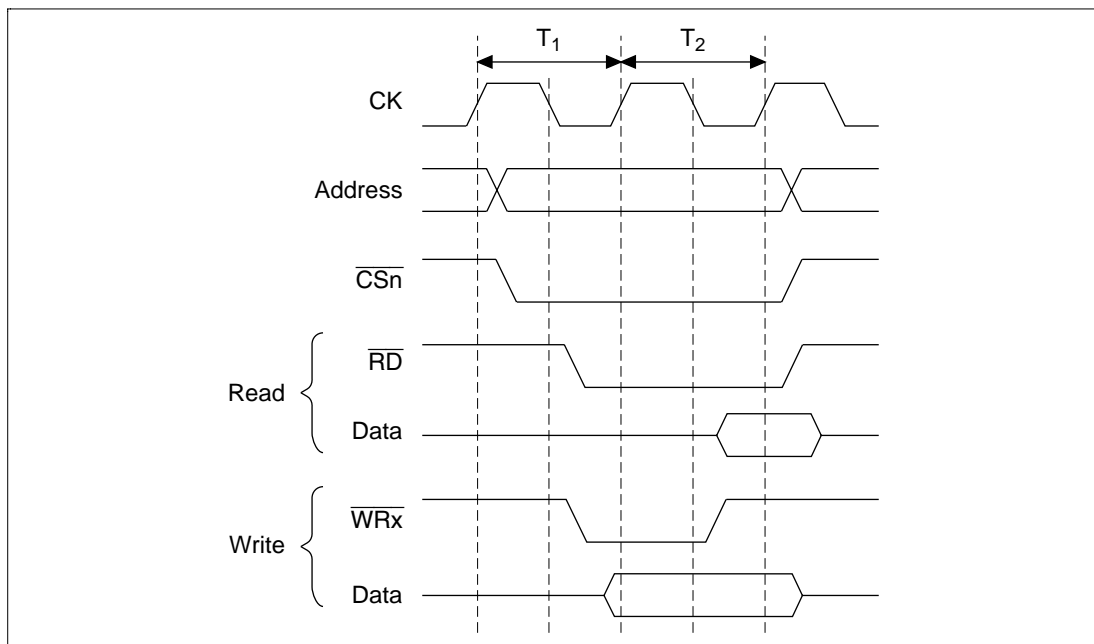 T1 T2
CK
Address
CSn
RD
Read
Data
WRx
Write
Data